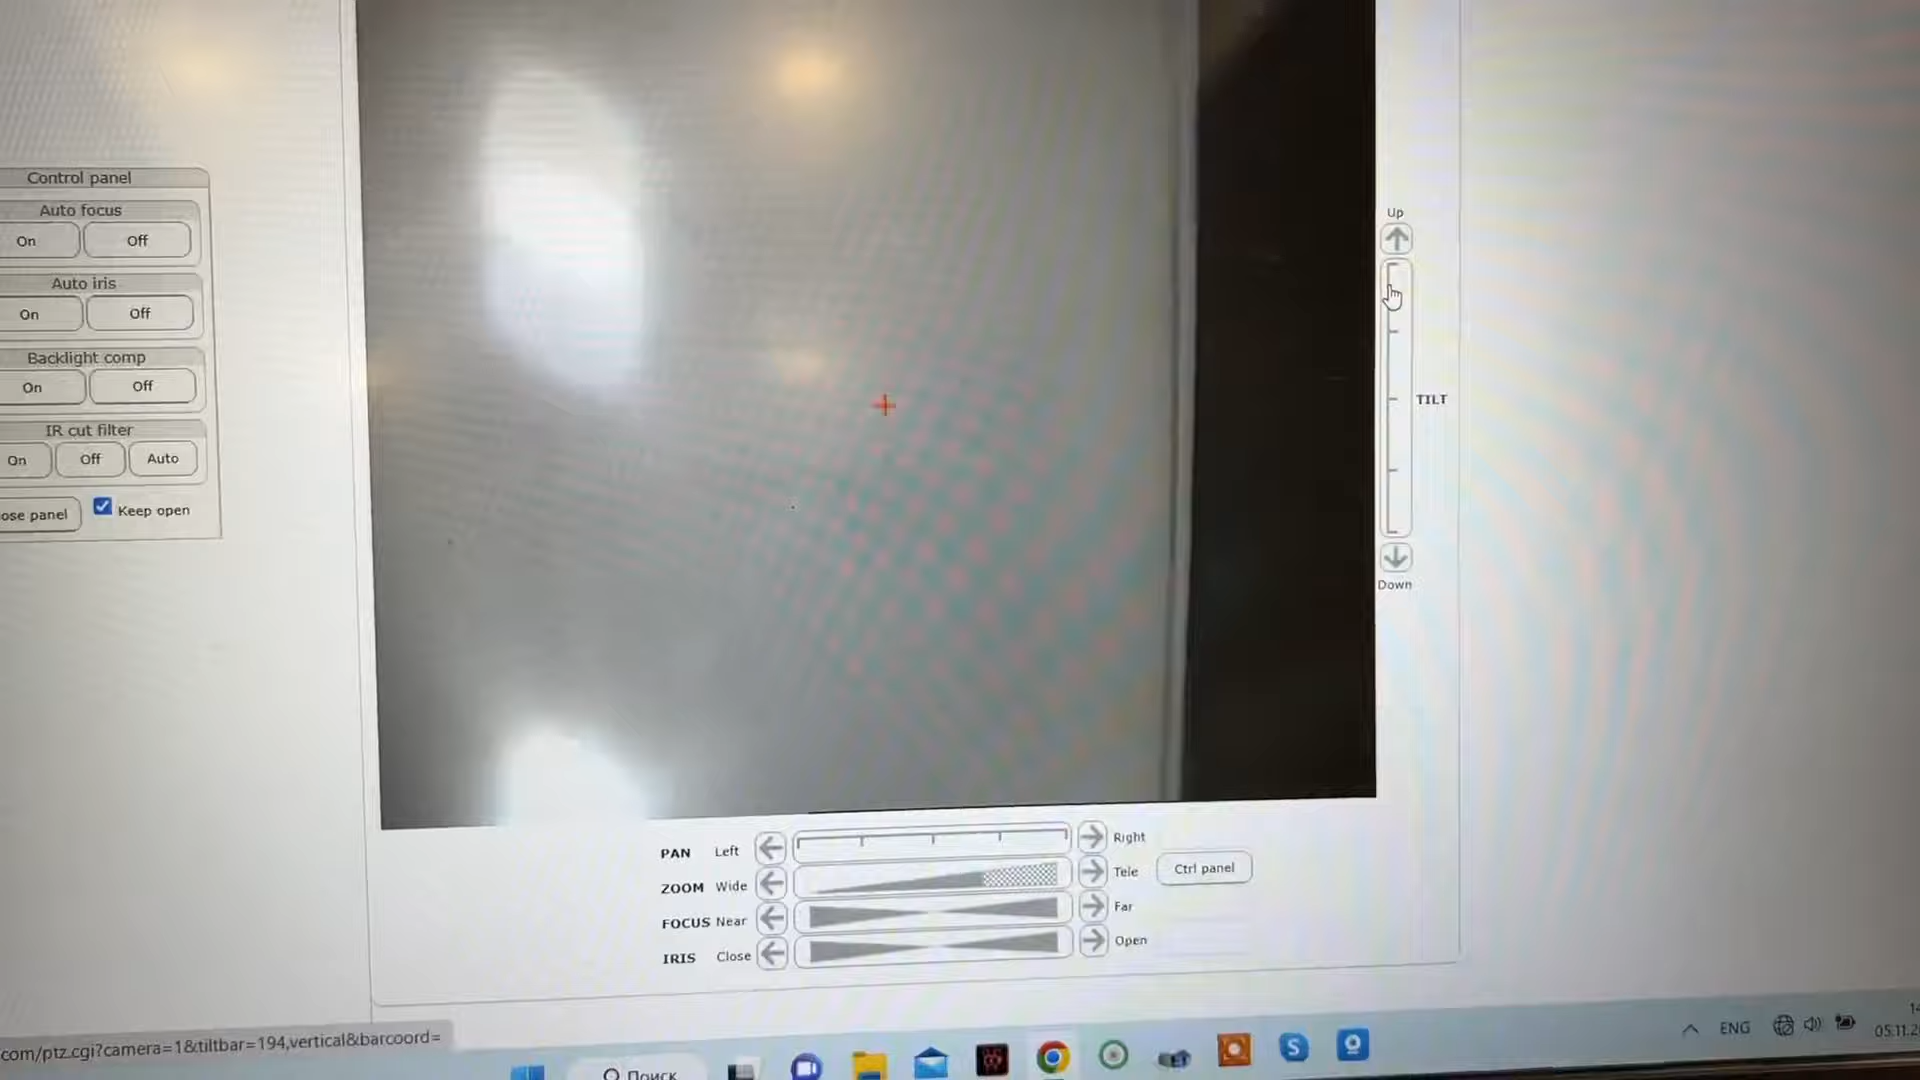 Control panel
Auto focus
On Off
Auto iris
On Off
Backlight comp
On Off
IR cut filter
On Off Auto
ose panel Keep open
Up
TILT
Down
PAN Left Right
ZOOM Wide Tele Ctrl panel
FOCUS Near Far
IRIS Close Open
com/ptz.cgi?camera=1&tiltbar=194,vertical&barcoord=
Поиск
ENG
14
05.11.2